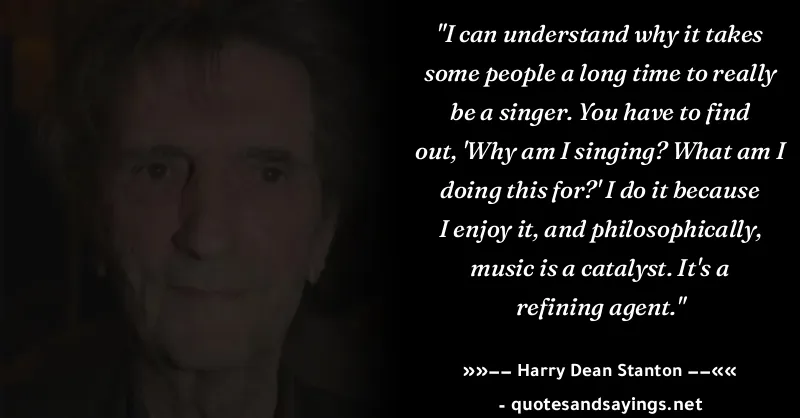 "I can understand why it takes
some people a long time to really
be a singer. You have to find
out, 'Why am I singing? What am I
doing this for?' I do it because
I enjoy it, and philosophically,
music is a catalyst. It's a
refining agent."
»»−− Harry Dean Stanton −−««
- quotesandsayings.net